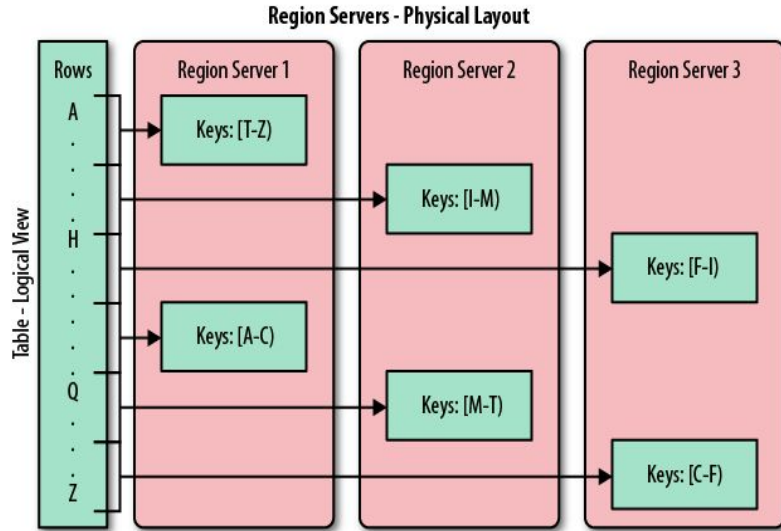 Region Servers - Physical Layout
Table - Logical View
Rows
A
.
.
.
.
H
.
.
.
.
Q
.
.
.
Z
Region Server 1
Keys: [T-Z)
Keys: [A-C)
Region Server 2
Keys: [I-M)
Keys: [M-T)
Region Server 3
Keys: [F-I)
Keys: [C-F)